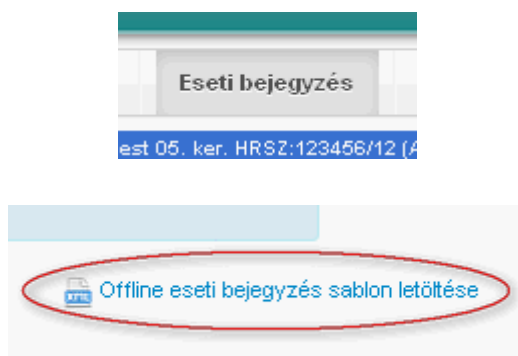 Eseti bejegyzés
est 05. ker. HRSZ:123456/12 (A
Offline eseti bejegyzés sablon letöltése